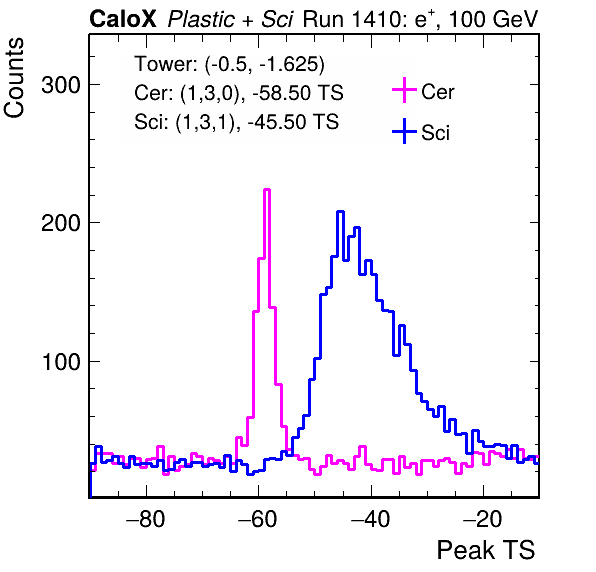 CaloX Plastic + Sci Run 1410: e⁺, 100 GeV
Tower: (-0.5, -1.625)
Cer: (1,3,0), -58.50 TS
Sci: (1,3,1), -45.50 TS
Cer
Sci
Counts
300
200
100
−80 −60 −40 −20
Peak TS